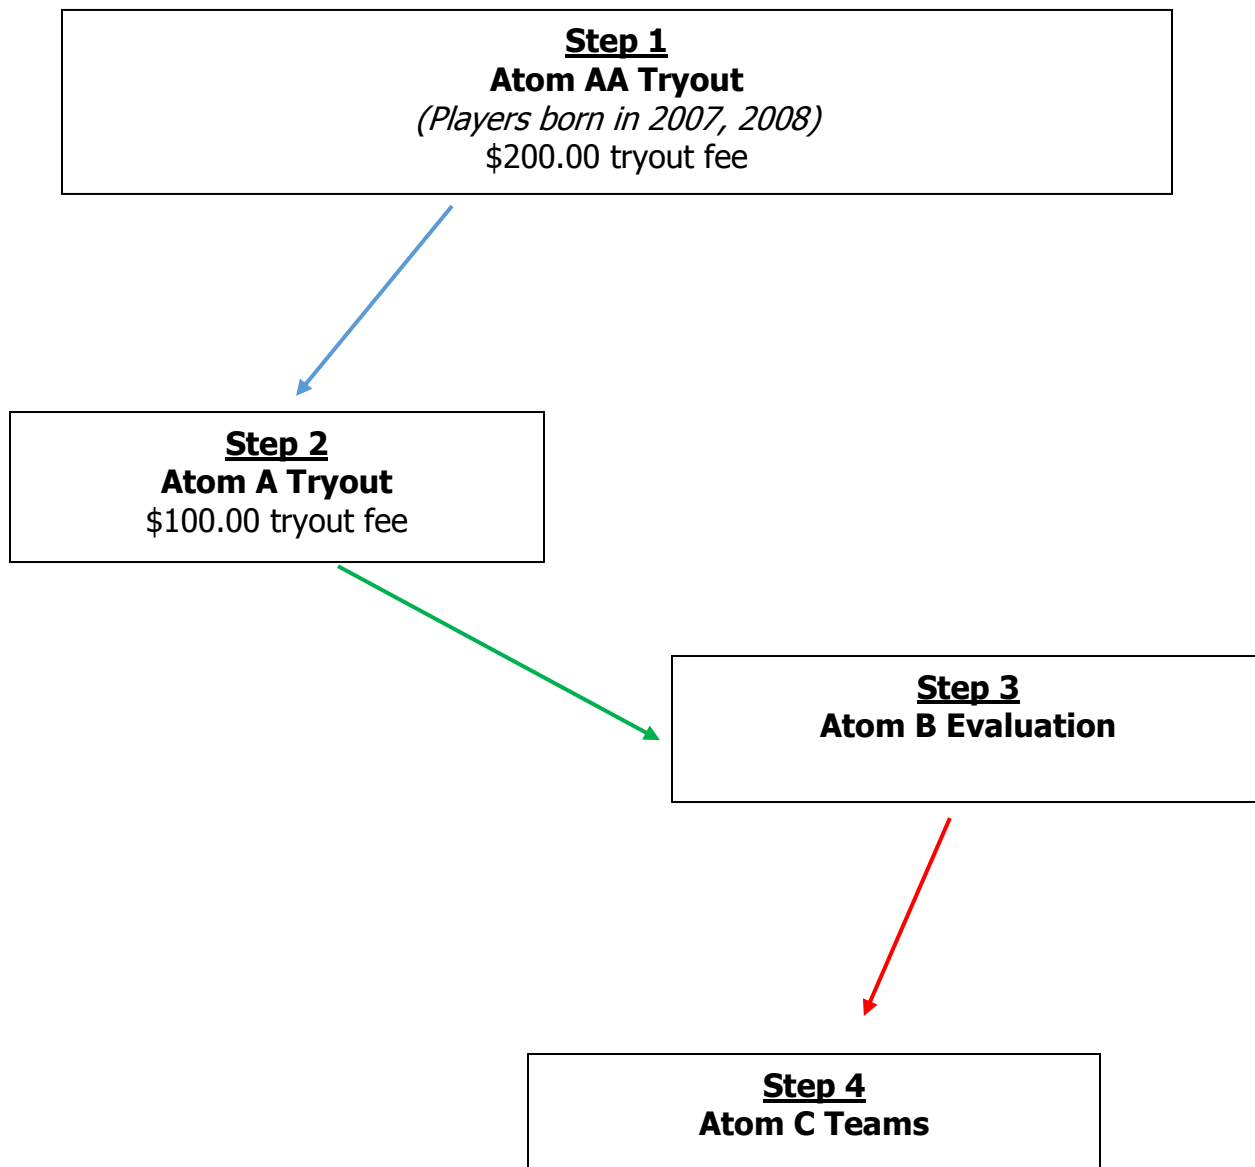 Step 1
Atom AA Tryout
(Players born in 2007, 2008)
$200.00 tryout fee
Step 2
Atom A Tryout
$100.00 tryout fee
Step 3
Atom B Evaluation
Step 4
Atom C Teams